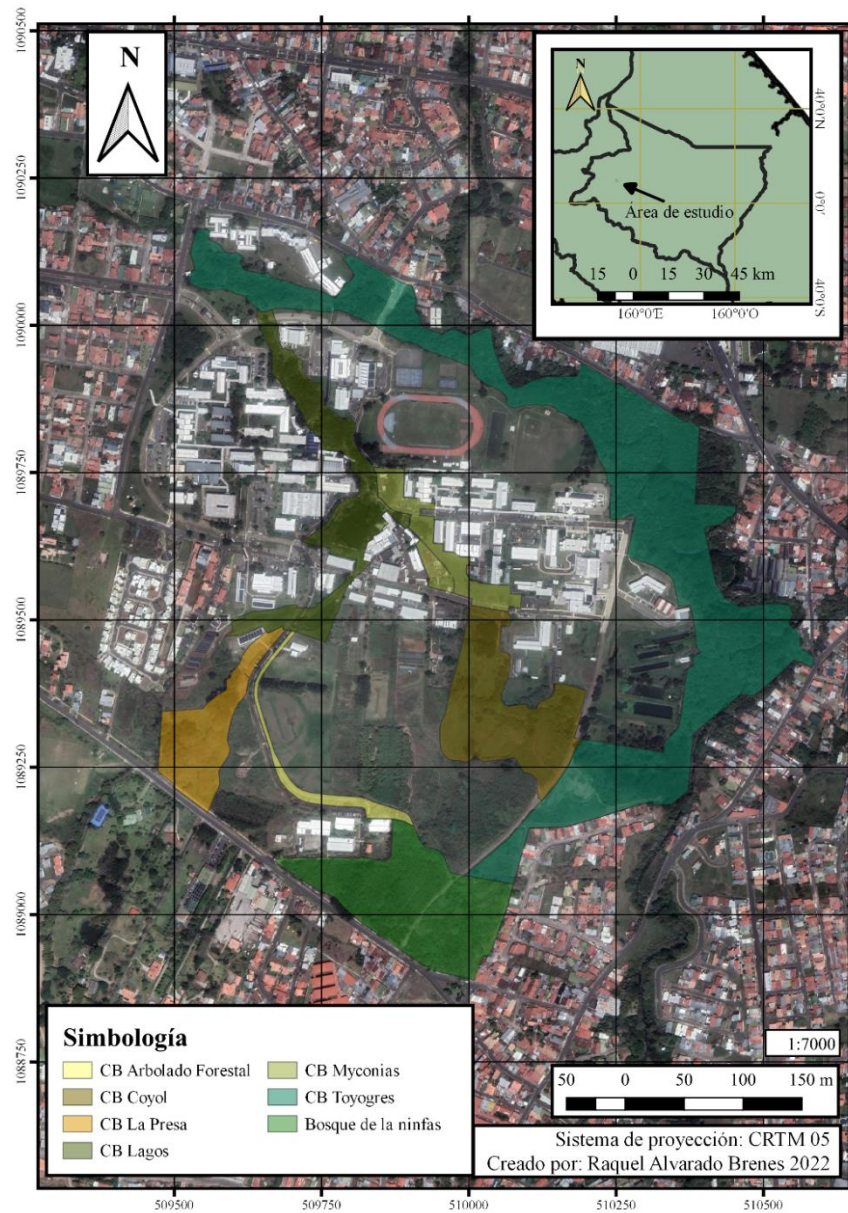 N
N
40°0'N
0°0'
40°0'S
Área de estudio
15 0 15 30 45 km
160°0'E 160°0'O
1090500
1090250
1090000
1089750
1089500
1089250
1089000
1088750
Simbología
CB Arbolado Forestal
CB Coyol
CB La Presa
CB Lagos
CB Myconias
CB Toyogres
Bosque de la ninfas
1:7000
50 0 50 100 150 m
Sistema de proyección: CRTM 05
Creado por: Raquel Alvarado Brenes 2022
509500 509750 510000 510250 510500